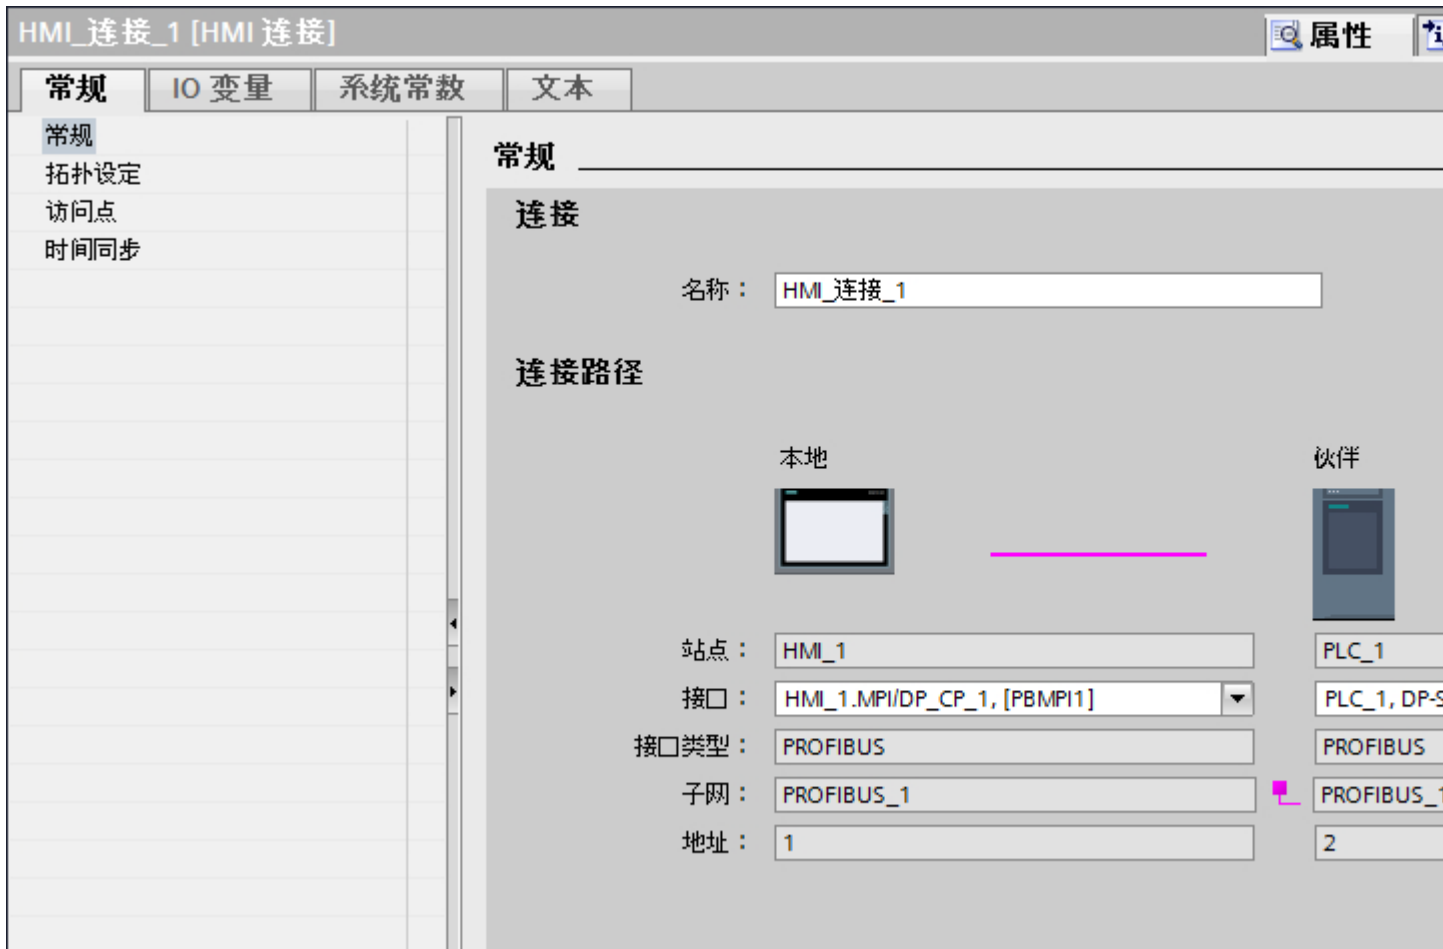 HMI_连接_1 [HMI 连接]
属性
常规
IO 变量
系统常数
文本
常规
拓扑设定
访问点
时间同步
常规
连接
名称：
HMI_连接_1
连接路径
本地
伙伴
站点：
HMI_1
PLC_1
接口：
HMI_1.MPI/DP_CP_1, [PBMPI1]
PLC_1, DP-S
接口类型：
PROFIBUS
PROFIBUS
子网：
PROFIBUS_1
PROFIBUS_1
地址：
1
2